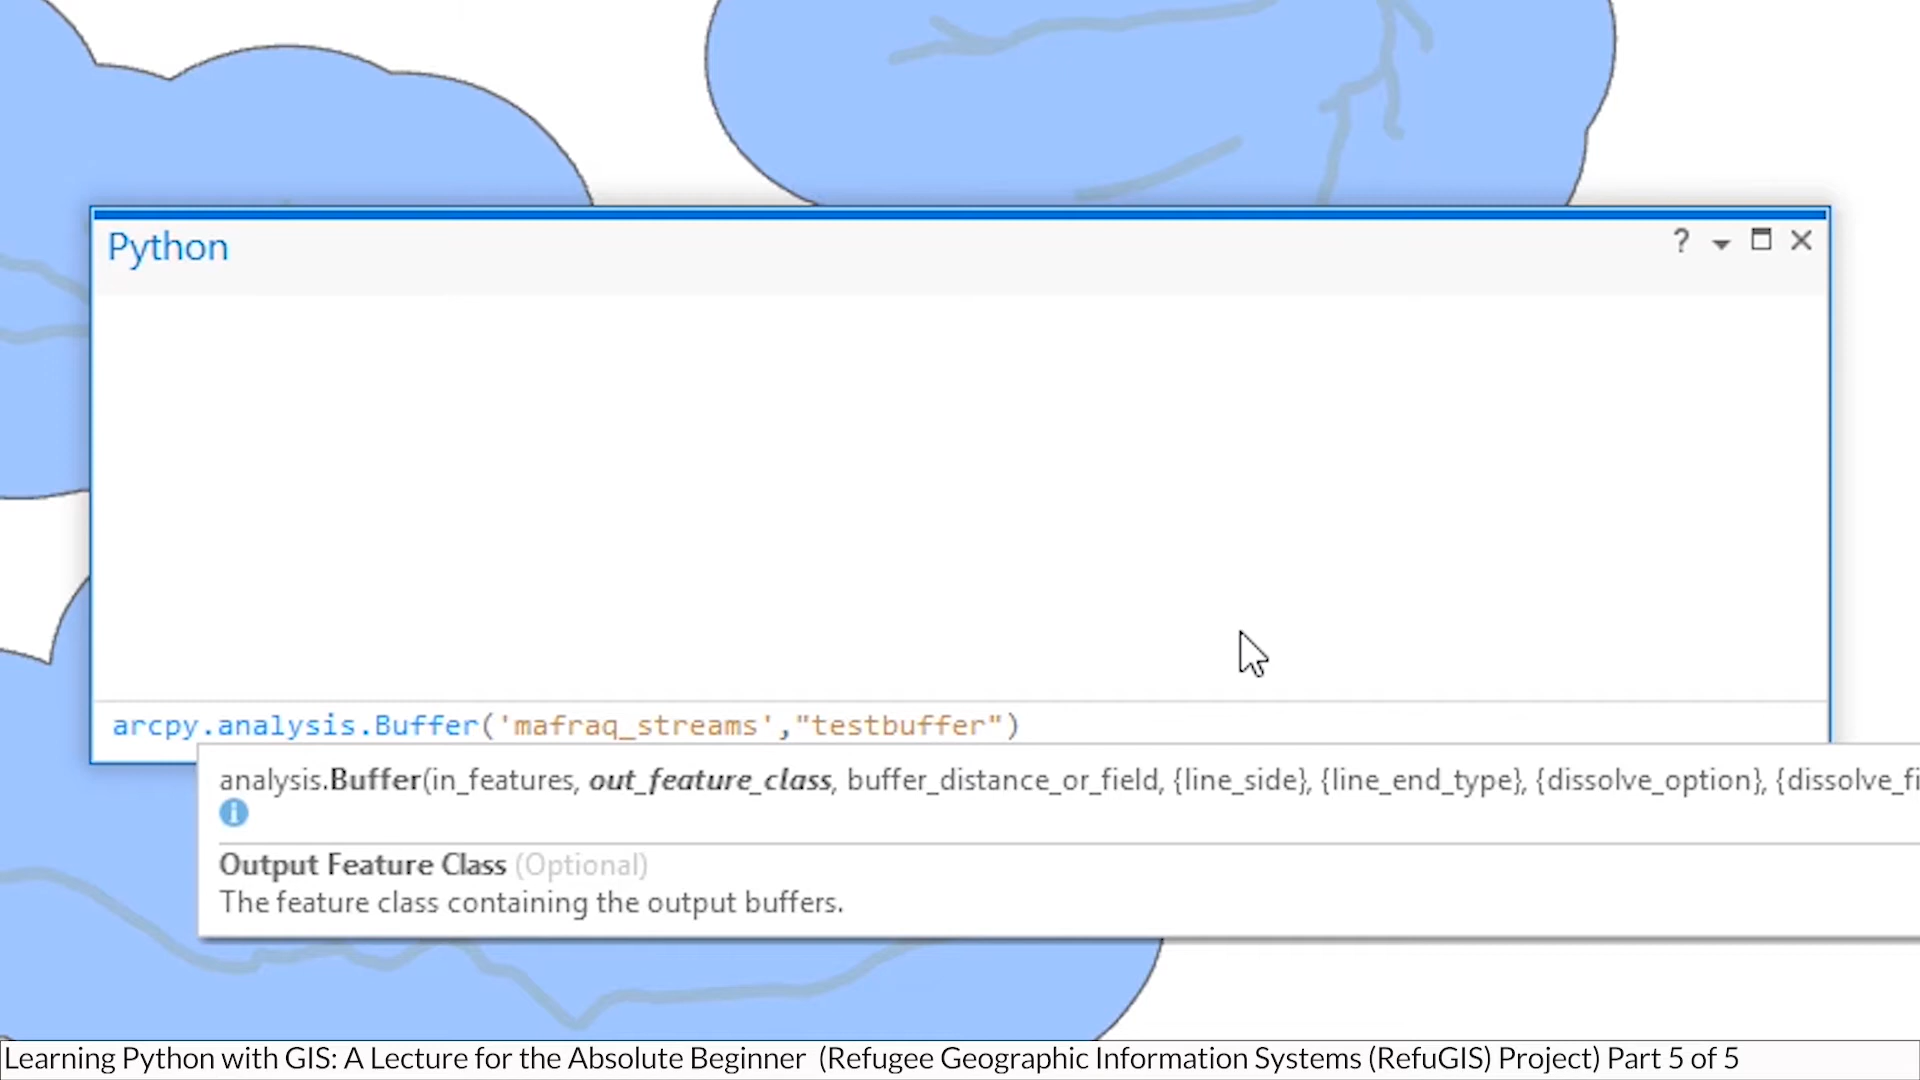 Python
?
arcpy.analysis.Buffer('mafraq_streams',"testbuffer")
analysis.Buffer(in_features, out_feature_class, buffer_distance_or_field, {line_side}, {line_end_type}, {dissolve_option}, {dissolve_fi
i
Output Feature Class (Optional)
The feature class containing the output buffers.
Learning Python with GIS: A Lecture for the Absolute Beginner (Refugee Geographic Information Systems (RefuGIS) Project) Part 5 of 5